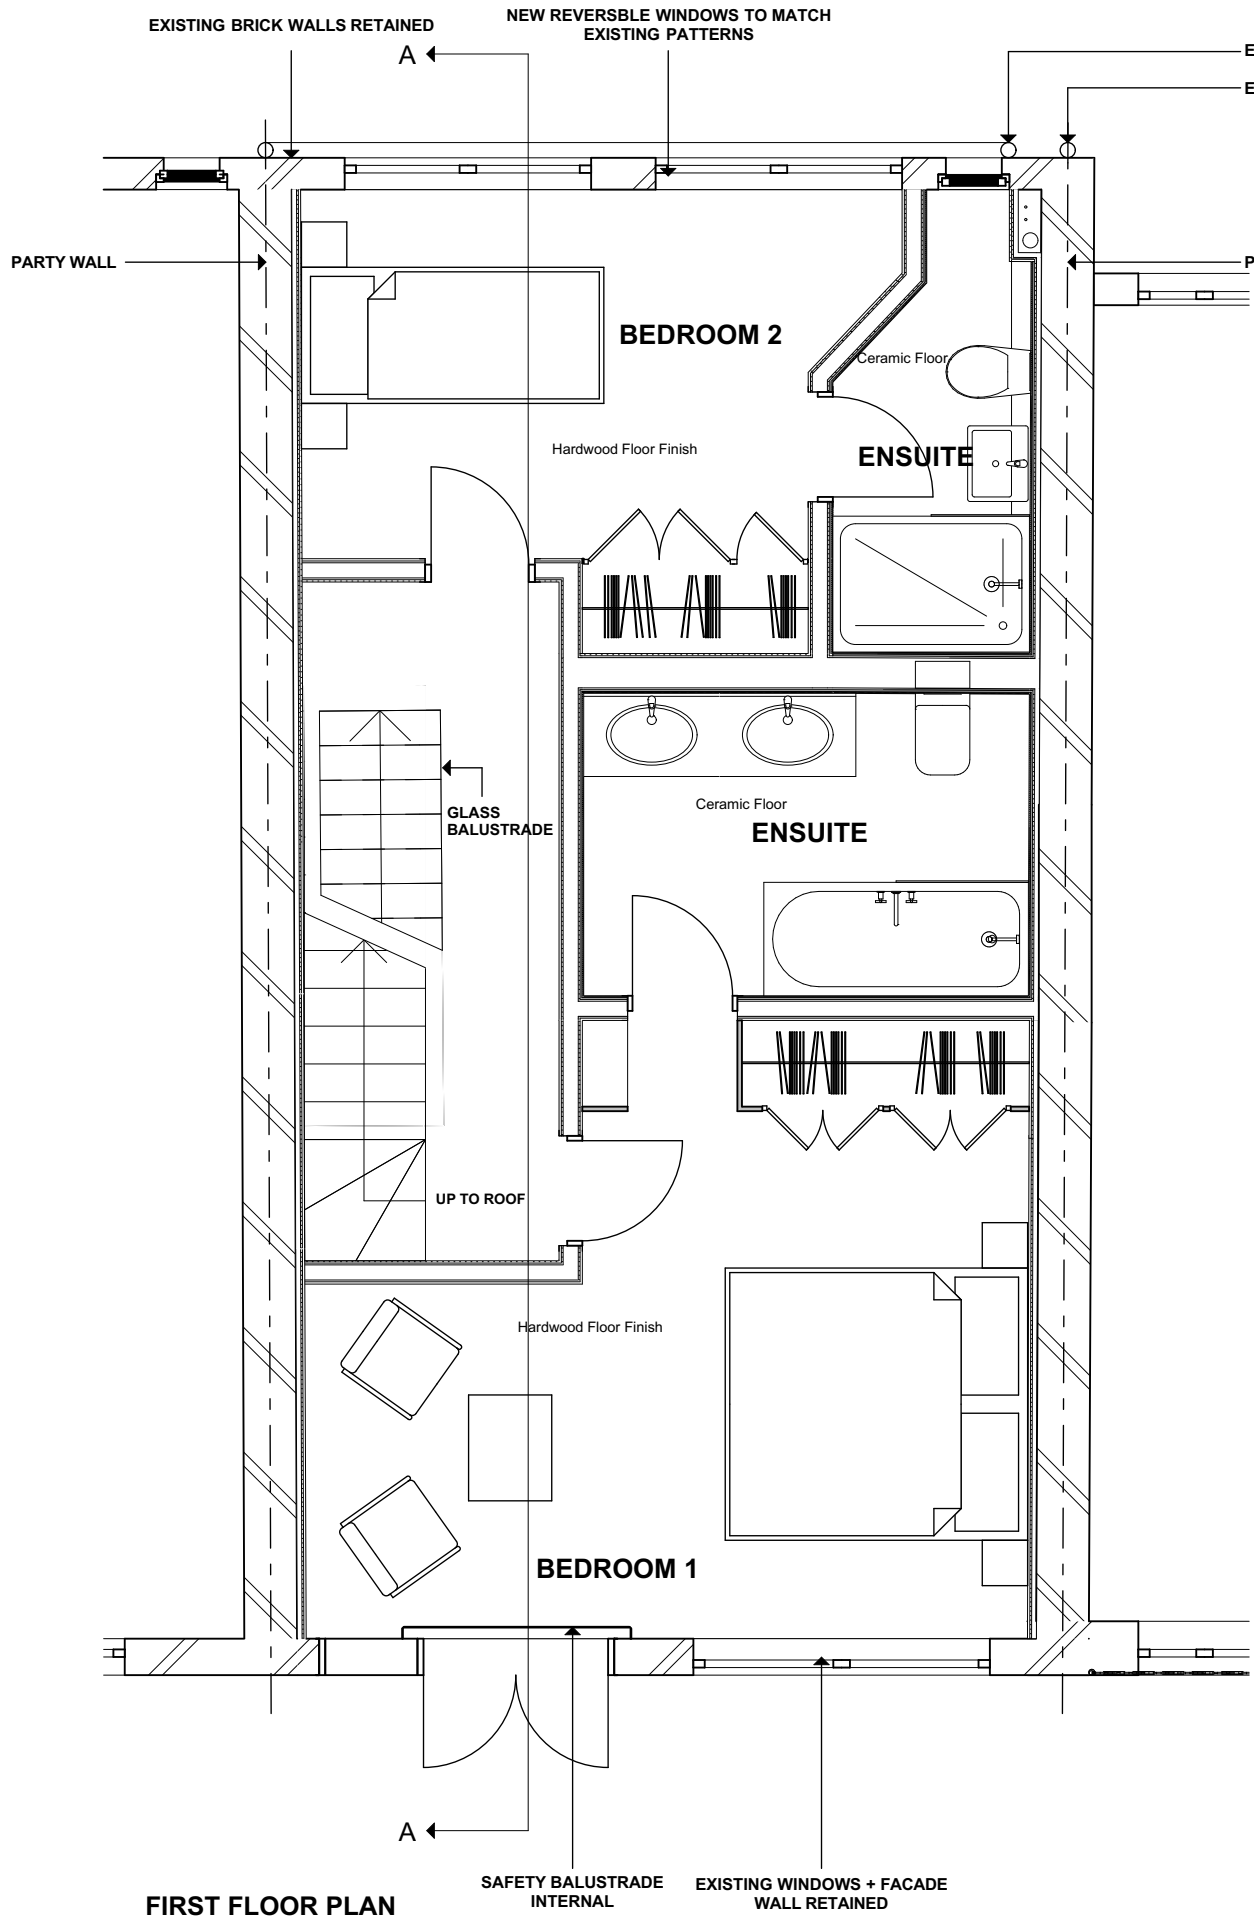 EXISTING BRICK WALLS RETAINED
NEW REVERSBLE WINDOWS TO MATCH
EXISTING PATTERNS
A
E
E
PARTY WALL
P
BEDROOM 2
Ceramic Floor
Hardwood Floor Finish
ENSUITE
GLASS
BALUSTRADE
Ceramic Floor
ENSUITE
UP TO ROOF
Hardwood Floor Finish
BEDROOM 1
A
SAFETY BALUSTRADE
INTERNAL
EXISTING WINDOWS + FACADE
WALL RETAINED
FIRST FLOOR PLAN